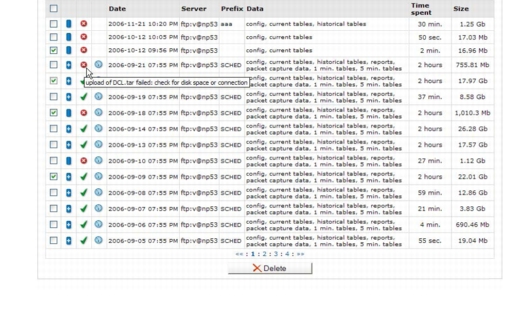 Date Server Prefix Data Time spent Size
2006-11-21 10:20 PM ftp:v@np53 aaa config, current tables, historical tables 30 min. 1.25 Gb
2006-10-12 10:05 PM ftp:v@np53 config, current tables 50 sec. 17.03 Mb
2006-10-12 09:56 PM ftp:v@np53 config, current tables 2 min. 16.96 Mb
2006-09-21 07:55 PM ftp:v@np53 SCHED config, current tables, historical tables, reports, packet capture data, 1 min. tables, 5 min. tables 2 hours 755.81 Mb
upload of DCL.tar failed: check for disk space or connection
config, current tables, historical tables, reports, packet capture data, 1 min. tables, 5 min. tables 2 hours 17.97 Gb
2006-09-19 07:55 PM ftp:v@np53 SCHED config, current tables, historical tables, reports, packet capture data, 1 min. tables, 5 min. tables 37 min. 8.58 Gb
2006-09-18 07:55 PM ftp:v@np53 SCHED config, current tables, historical tables, reports, packet capture data, 1 min. tables, 5 min. tables 2 hours 1,010.3 Mb
2006-09-14 07:55 PM ftp:v@np53 SCHED config, current tables, historical tables, reports, packet capture data, 1 min. tables, 5 min. tables 2 hours 26.28 Gb
2006-09-13 07:55 PM ftp:v@np53 SCHED config, current tables, historical tables, reports, packet capture data, 1 min. tables, 5 min. tables 2 hours 17.57 Gb
2006-09-10 07:55 PM ftp:v@np53 SCHED config, current tables, historical tables, reports, packet capture data, 1 min. tables, 5 min. tables 27 min. 1.12 Gb
2006-09-09 07:55 PM ftp:v@np53 SCHED config, current tables, historical tables, reports, packet capture data, 1 min. tables, 5 min. tables 2 hours 22.01 Gb
2006-09-08 07:55 PM ftp:v@np53 SCHED config, current tables, historical tables, reports, packet capture data, 1 min. tables, 5 min. tables 59 min. 12.86 Gb
2006-09-07 07:55 PM ftp:v@np53 SCHED config, current tables, historical tables, reports, packet capture data, 1 min. tables, 5 min. tables 21 min. 3.83 Gb
2006-09-06 07:55 PM ftp:v@np53 SCHED config, current tables, historical tables, reports, packet capture data, 1 min. tables, 5 min. tables 4 min. 690.46 Mb
2006-09-05 07:55 PM ftp:v@np53 SCHED config, current tables, historical tables, reports, packet capture data, 1 min. tables, 5 min. tables 55 sec. 19.04 Mb
<< : 1 : 2 : 3 : 4 : >>
Delete